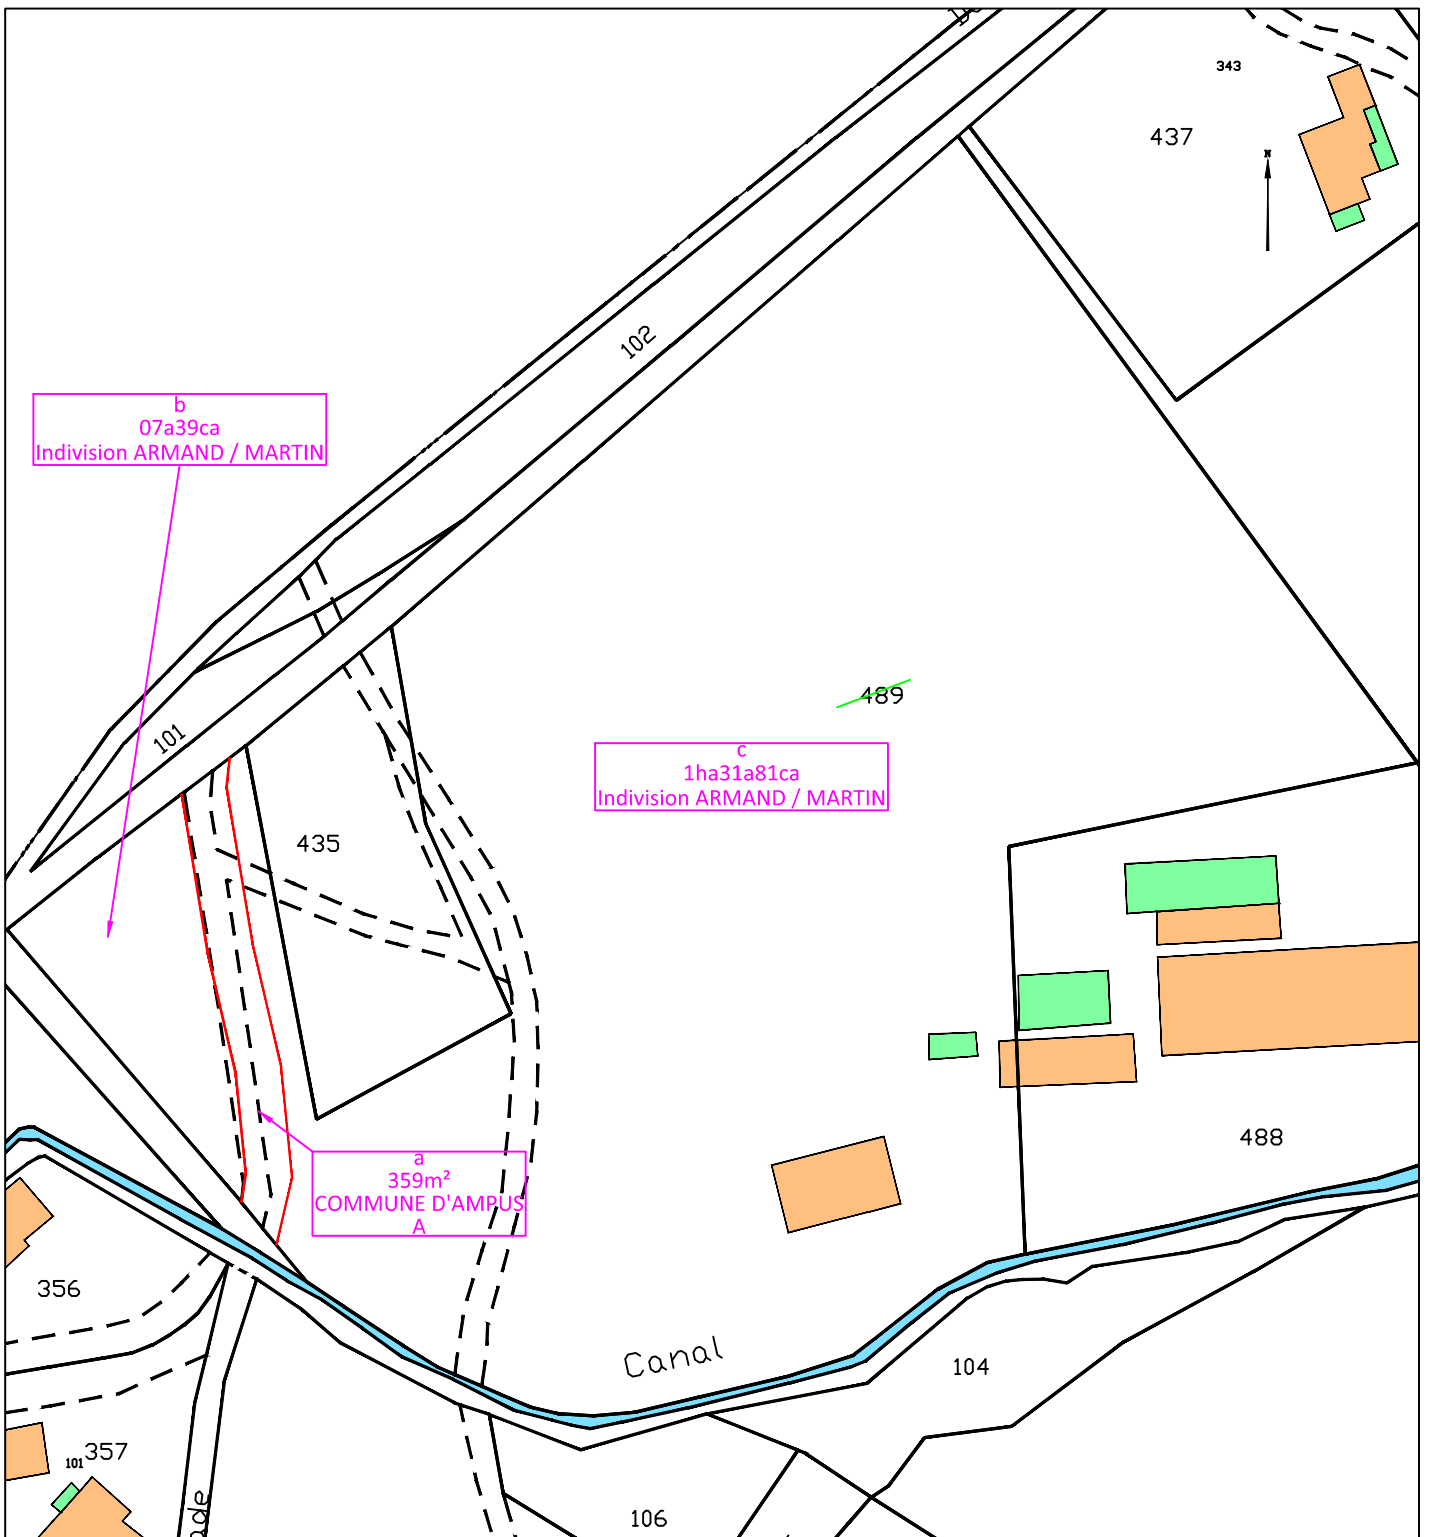 343
437
N
102
b
07a39ca
Indivision ARMAND / MARTIN
489
101
c
1ha31a81ca
Indivision ARMAND / MARTIN
435
488
a
359m²
COMMUNE D'AMPUS
A
356
Canal
104
357
101
106